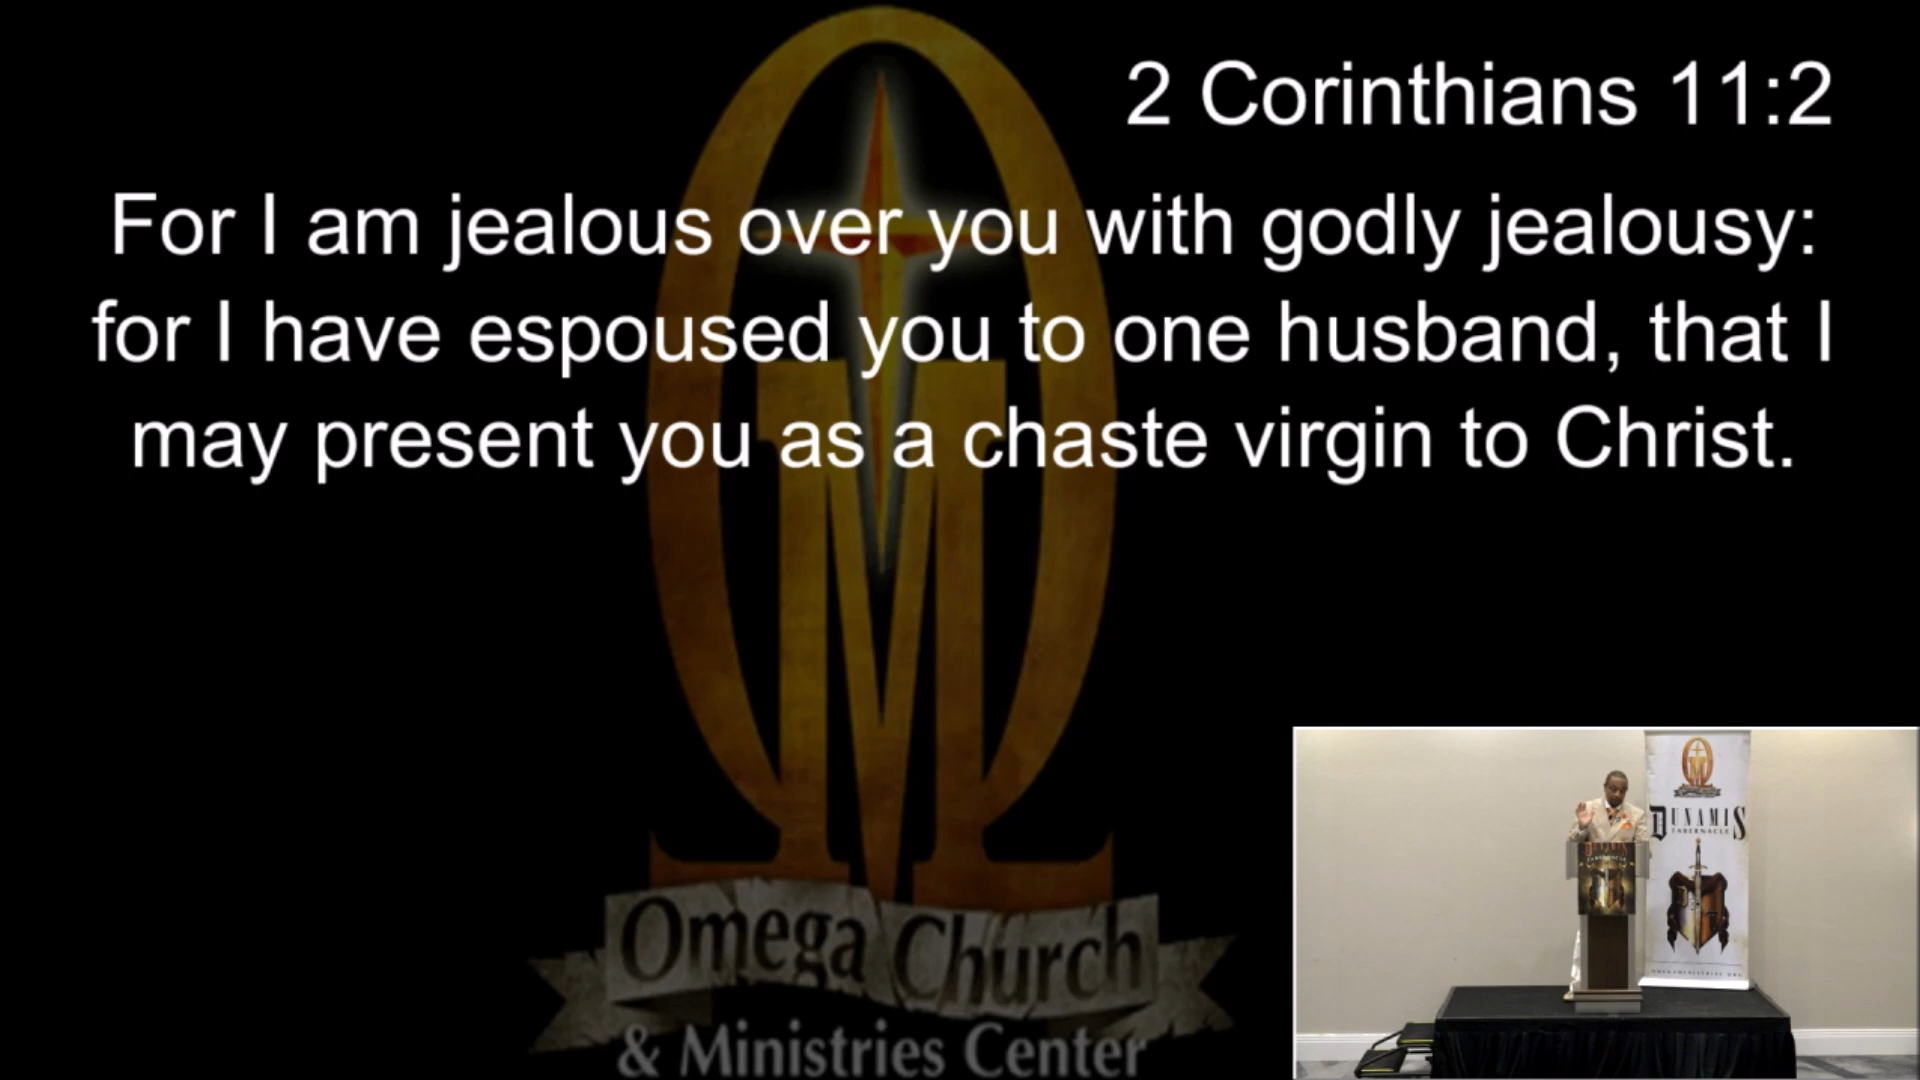 2 Corinthians 11:2
For I am jealous over you with godly jealousy:
for I have espoused you to one husband, that I
may present you as a chaste virgin to Christ.
M
Omega Church
& Ministries Center
DUNAMIS
TABERNACLE